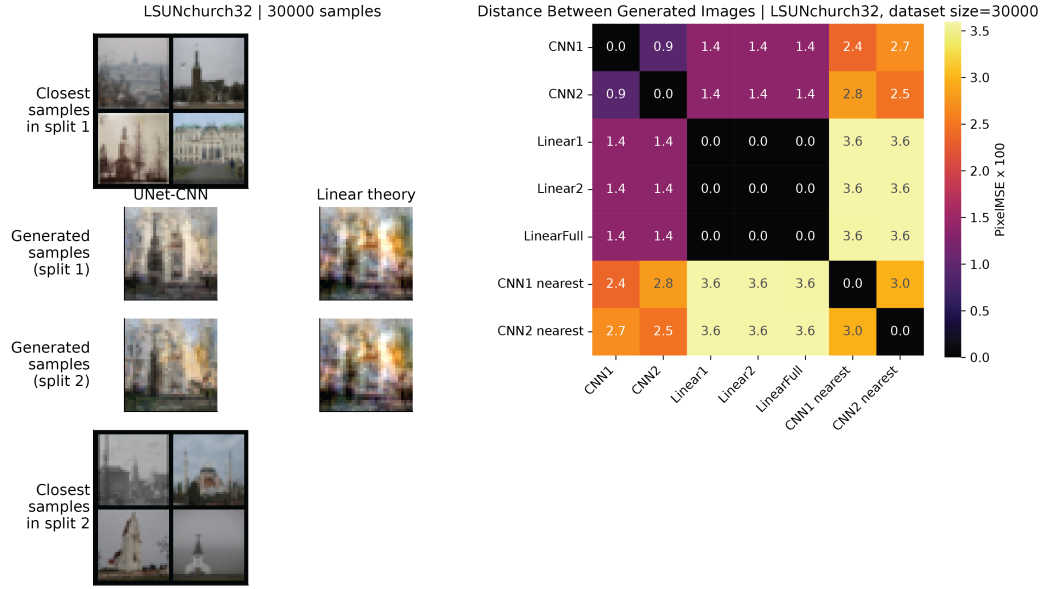 LSUNchurch32 | 30000 samples
Closest
samples
in split 1
UNet-CNN
Linear theory
Generated
samples
(split 1)
Generated
samples
(split 2)
Closest
samples
in split 2
Distance Between Generated Images | LSUNchurch32, dataset size=30000
CNN1 0.0 0.9 1.4 1.4 1.4 2.4 2.7
CNN2 0.9 0.0 1.4 1.4 1.4 2.8 2.5
Linear1 1.4 1.4 0.0 0.0 0.0 3.6 3.6
Linear2 1.4 1.4 0.0 0.0 0.0 3.6 3.6
LinearFull 1.4 1.4 0.0 0.0 0.0 3.6 3.6
CNN1 nearest 2.4 2.8 3.6 3.6 3.6 0.0 3.0
CNN2 nearest 2.7 2.5 3.6 3.6 3.6 3.0 0.0
CNN1
CNN2
Linear1
Linear2
LinearFull
CNN1 nearest
CNN2 nearest
3.5
3.0
2.5
2.0
1.5
1.0
0.5
0.0
PixelMSE x 100